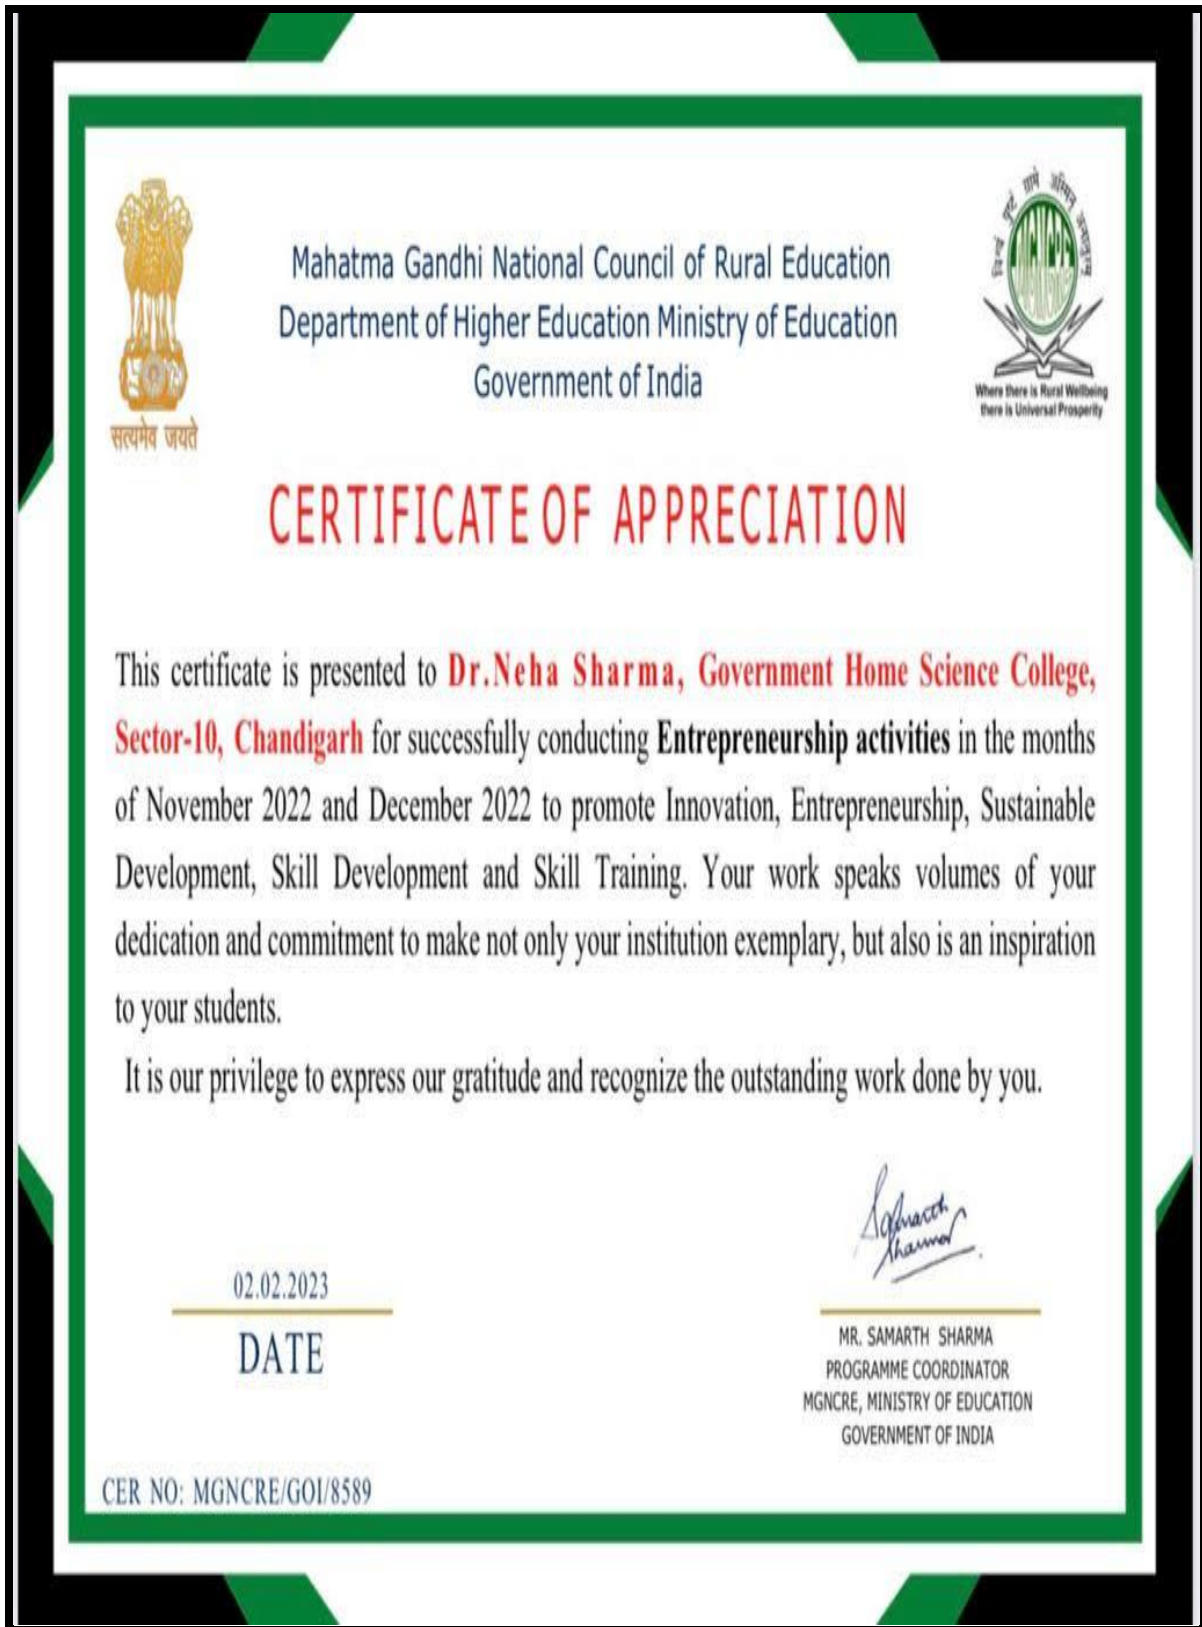 Mahatma Gandhi National Council of Rural Education
Department of Higher Education Ministry of Education
Government of India
सत्यमेव जयते
Where there is Rural Wellbeing
there is Universal Prosperity
CERTIFICATE OF APPRECIATION
This certificate is presented to Dr.Neha Sharma, Government Home Science College,
Sector-10, Chandigarh for successfully conducting Entrepreneurship activities in the months
of November 2022 and December 2022 to promote Innovation, Entrepreneurship, Sustainable
Development, Skill Development and Skill Training. Your work speaks volumes of your
dedication and commitment to make not only your institution exemplary, but also is an inspiration
to your students.
It is our privilege to express our gratitude and recognize the outstanding work done by you.
Samarth
Sharma
02.02.2023
DATE
MR. SAMARTH SHARMA
PROGRAMME COORDINATOR
MGNCRE, MINISTRY OF EDUCATION
GOVERNMENT OF INDIA
CER NO: MGNCRE/GOI/8589